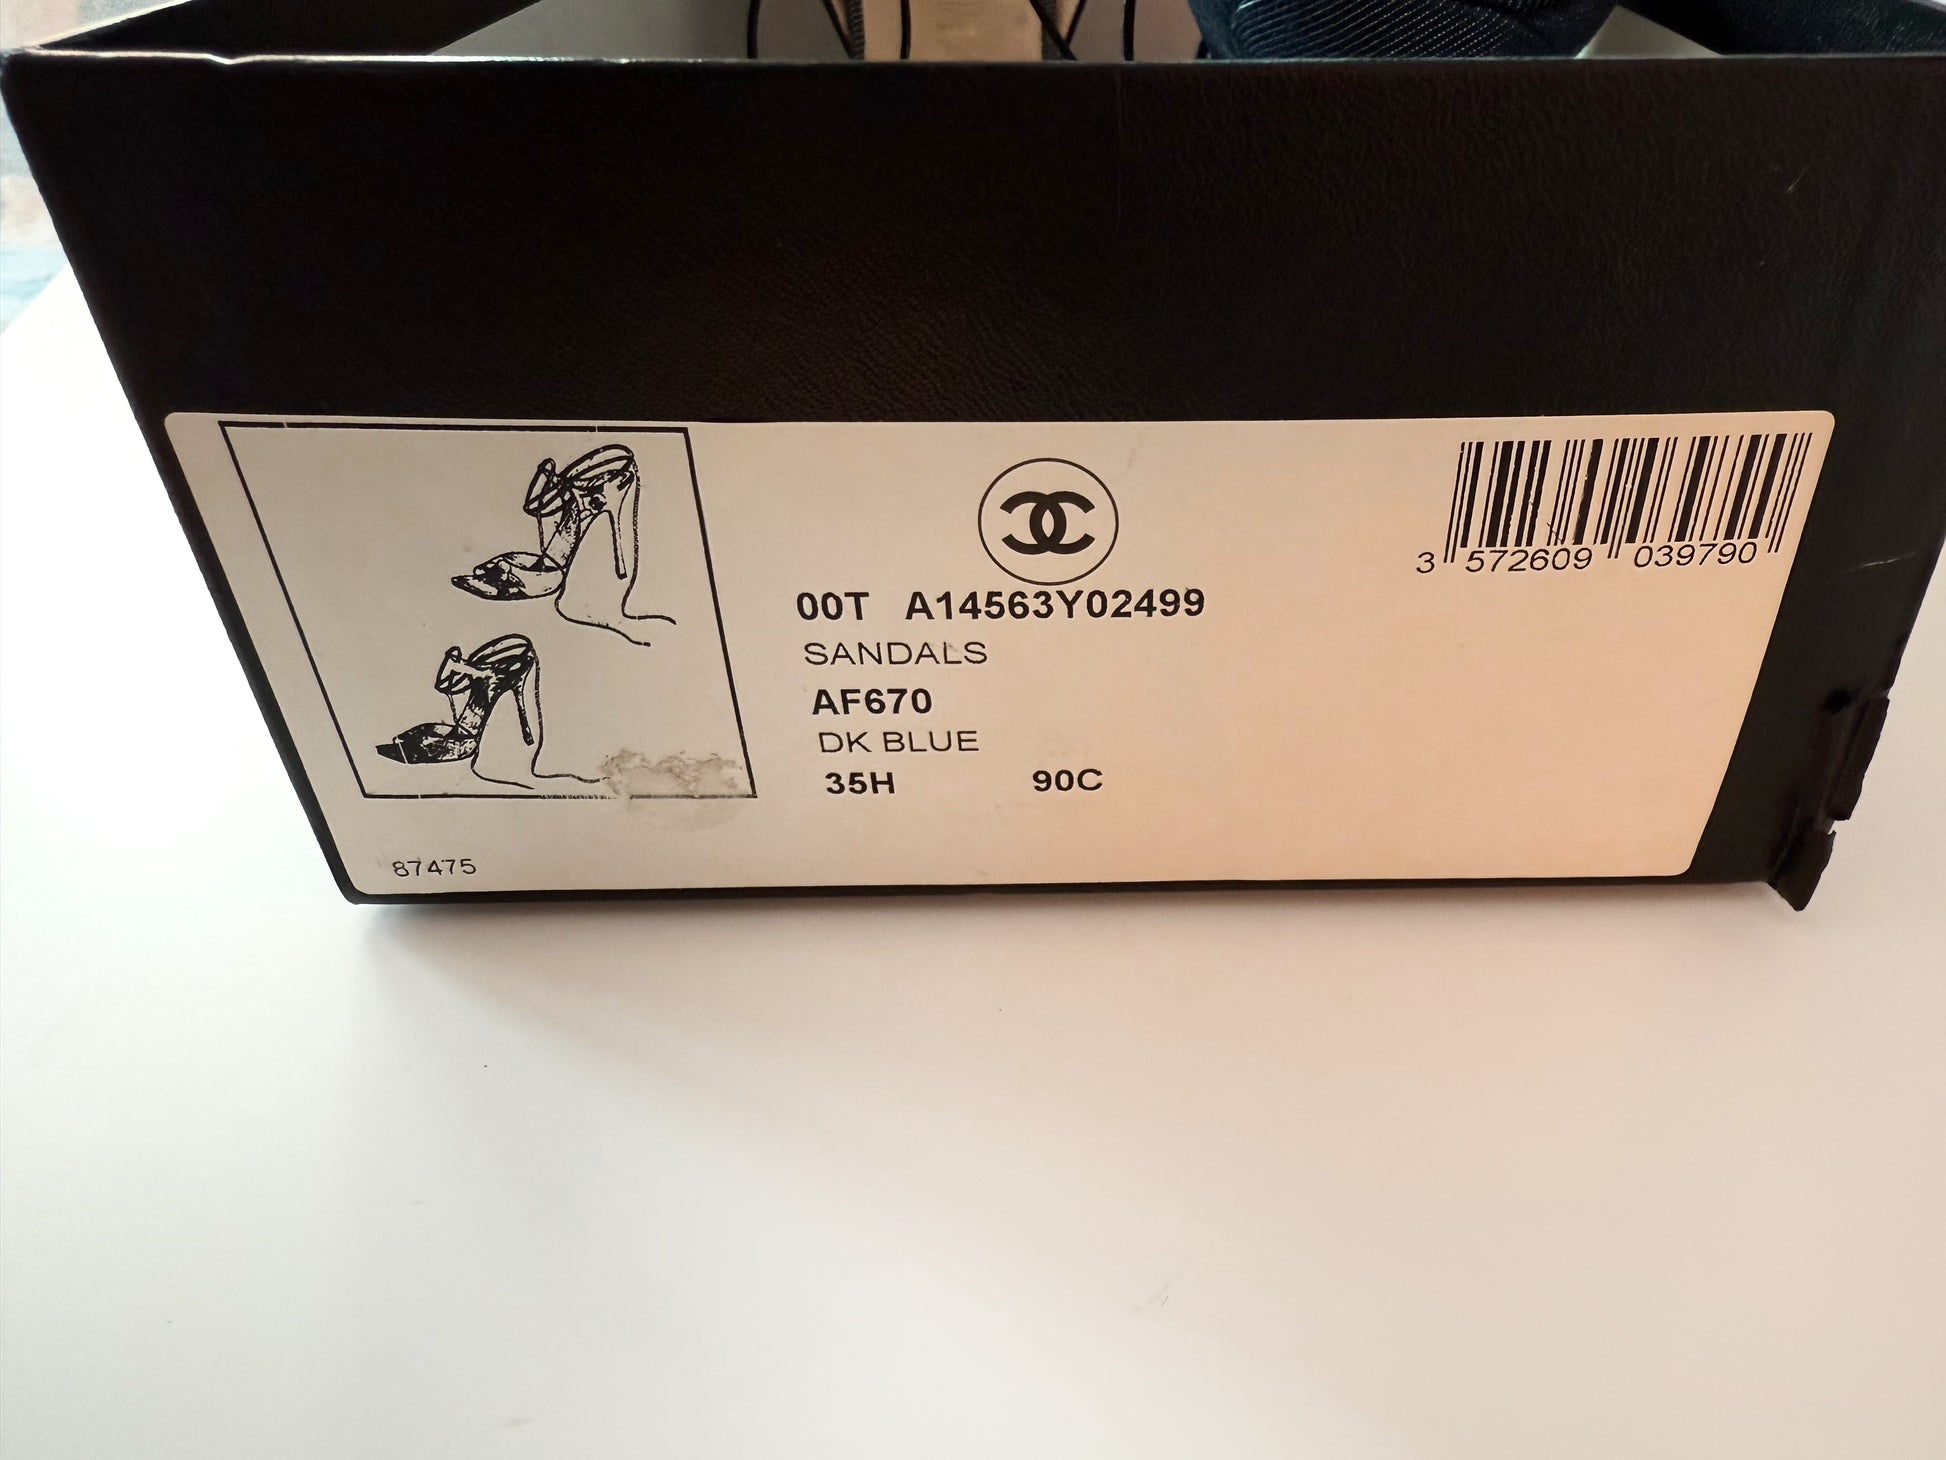 00T A14563Y02499
SANDALS
AF670
DK BLUE
35H 90C
87475
3 572609 039790